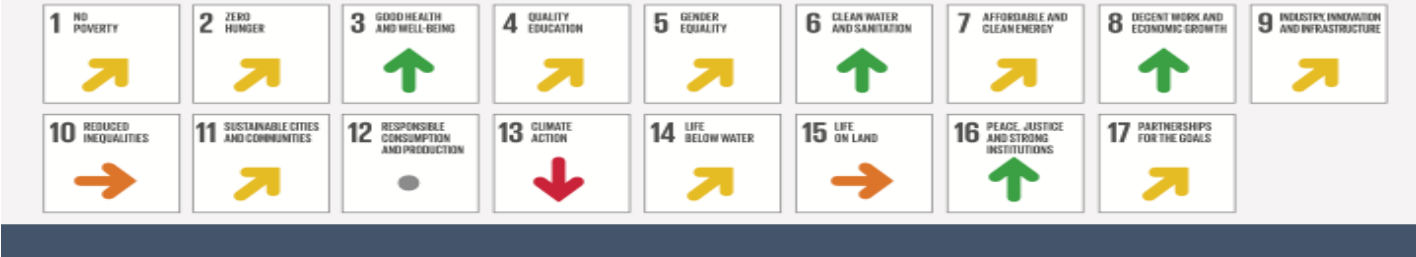 1 NO
POVERTY
2 ZERO
HUNGER
3 GOOD HEALTH
AND WELL-BEING
4 QUALITY
EDUCATION
5 GENDER
EQUALITY
6 CLEAN WATER
AND SANITATION
7 AFFORDABLE AND
CLEAN ENERGY
8 DECENT WORK AND
ECONOMIC GROWTH
9 INDUSTRY, INNOVATION
AND INFRASTRUCTURE
10 REDUCED
INEQUALITIES
11 SUSTAINABLE CITIES
AND COMMUNITIES
12 RESPONSIBLE
CONSUMPTION
AND PRODUCTION
13 CLIMATE
ACTION
14 LIFE
BELOW WATER
15 LIFE
ON LAND
16 PEACE, JUSTICE
AND STRONG
INSTITUTIONS
17 PARTNERSHIPS
FOR THE GOALS